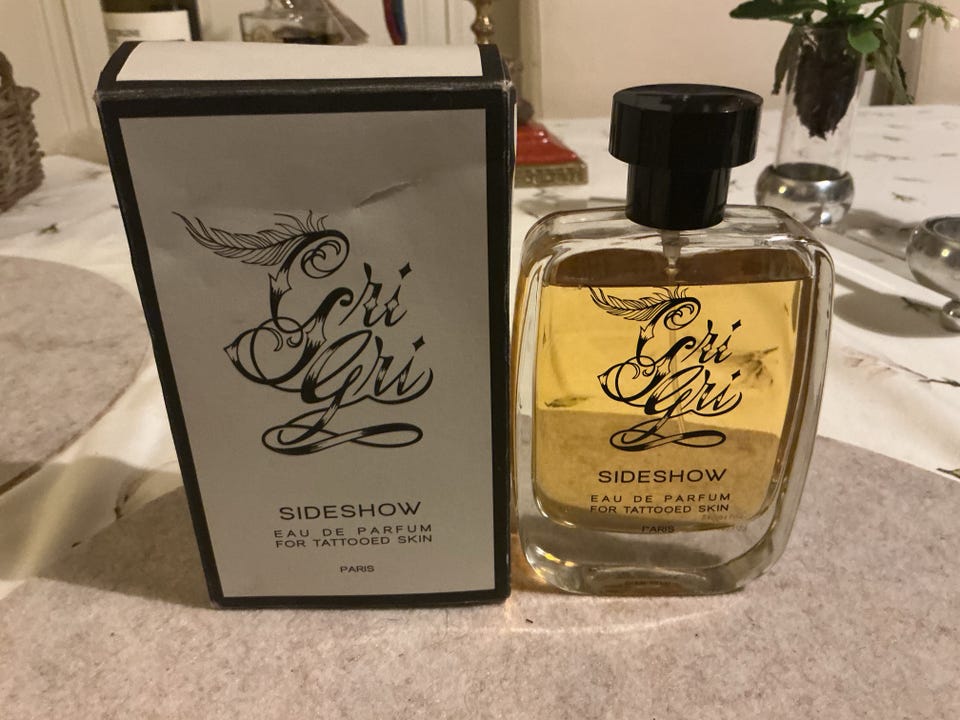 Gri
Gri
SIDESHOW
EAU DE PARFUM
FOR TATTOOED SKIN
PARIS
Gri
Gri
SIDESHOW
EAU DE PARFUM
FOR TATTOOED SKIN
PARIS